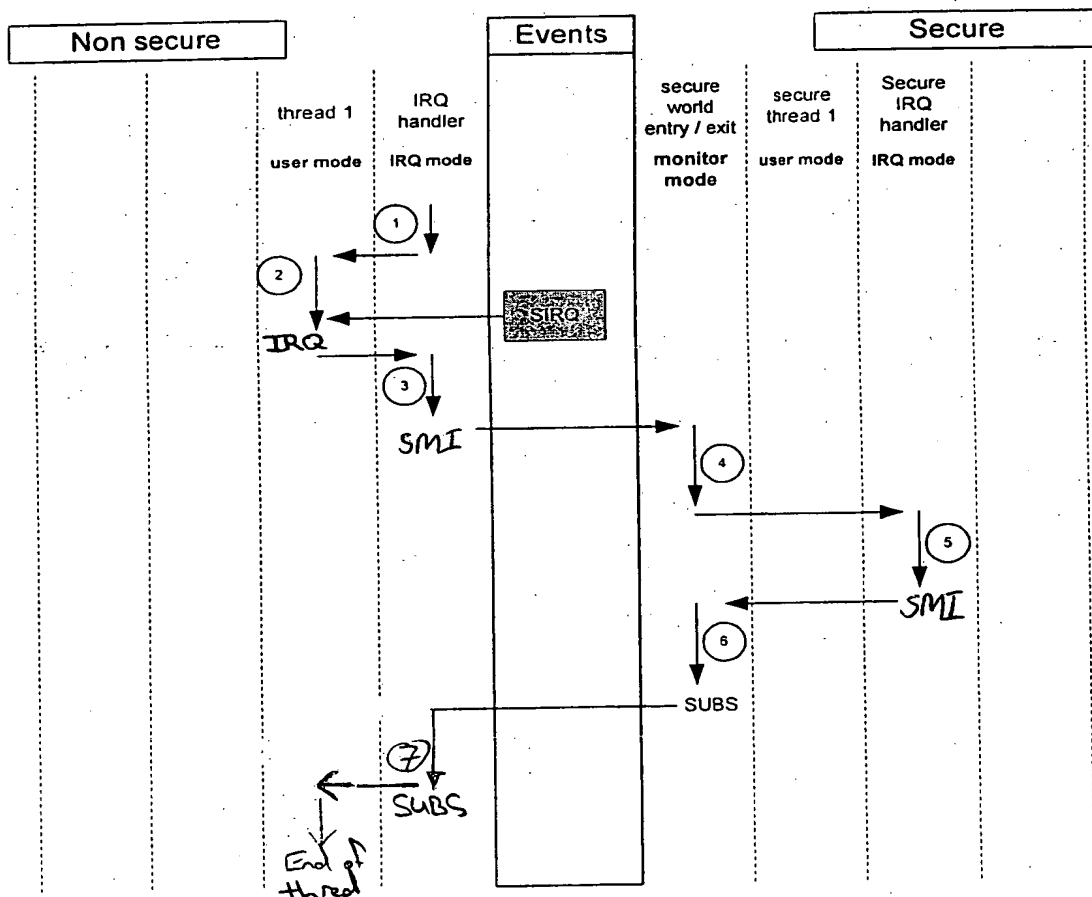 Non secure
Events
Secure
thread 1
user mode
IRQ
handler
IRQ mode
secure
world
entry / exit
monitor
mode
secure
thread 1
user mode
Secure
IRQ
handler
IRQ mode
1
2
SIRQ
IRQ
3
SMI
4
5
SMI
6
SUBS
7
SUBS
End of
thread